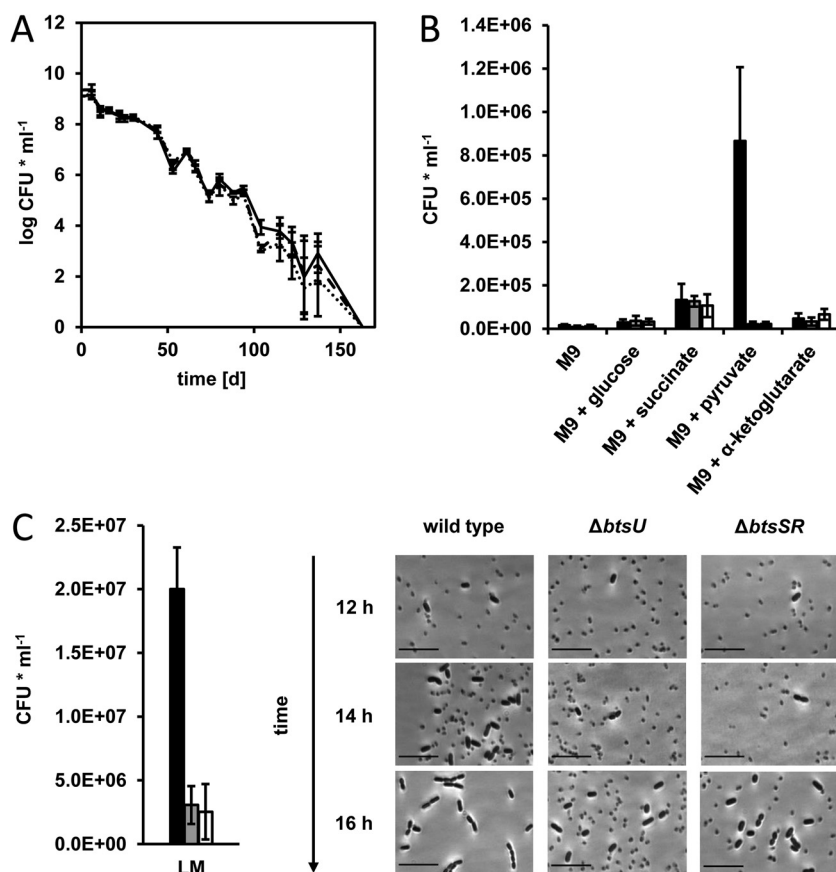 A
12
10
8
6
4
2
0
log CFU * ml-1
0 50 100 150
time [d]
B
1.4E+06
1.2E+06
1.0E+06
8.0E+05
6.0E+05
4.0E+05
2.0E+05
0.0E+00
CFU * ml-1
M9
M9 + glucose
M9 + succinate
M9 + pyruvate
M9 + α-ketoglutarate
C
2.5E+07
2.0E+07
1.5E+07
1.0E+07
5.0E+06
0.0E+00
CFU * ml-1
LM
time
wild type ΔbtsU ΔbtsSR
12 h
14 h
16 h